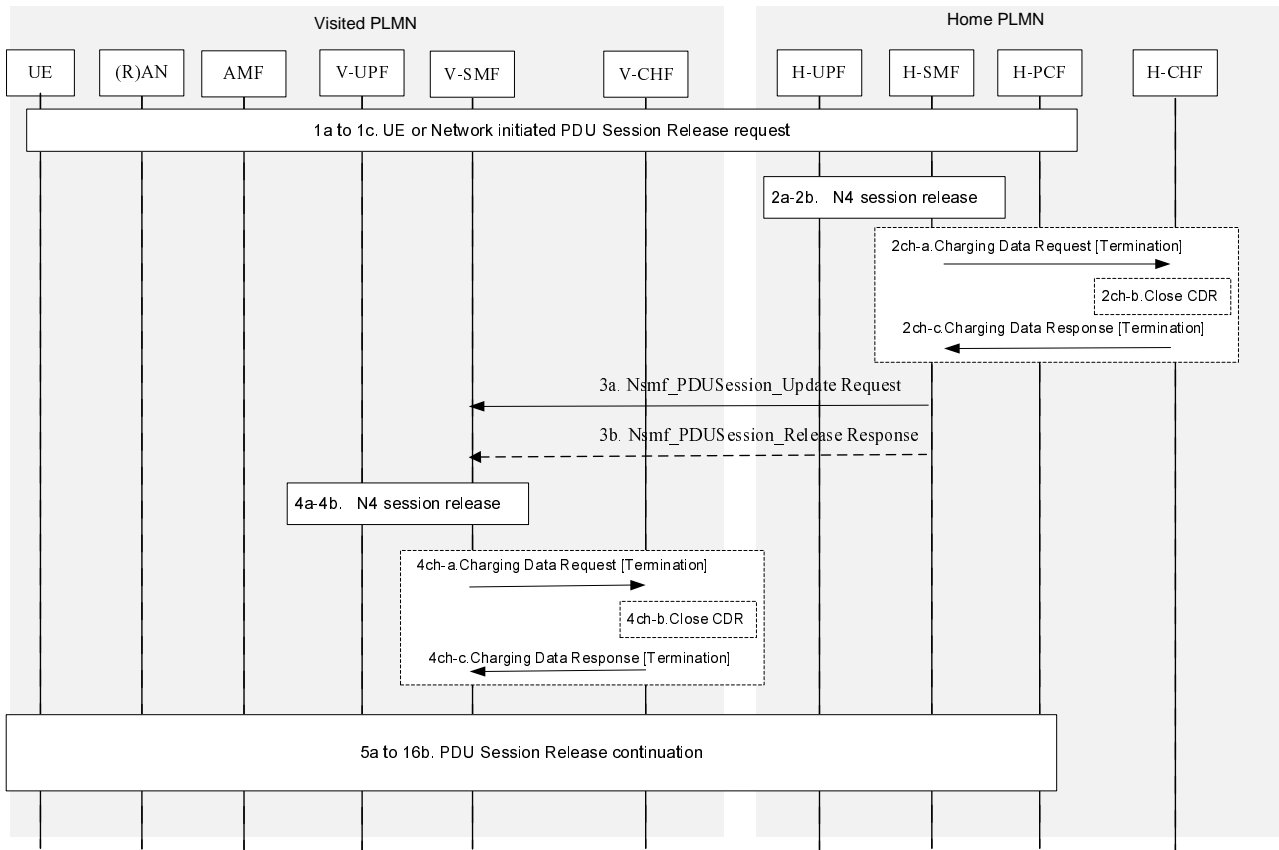 Visited PLMN
Home PLMN
UE
(R)AN
AMF
V-UPF
V-SMF
V-CHF
H-UPF
H-SMF
H-PCF
H-CHF
1a to 1c. UE or Network initiated PDU Session Release request
2a-2b. N4 session release
2ch-a.Charging Data Request [Termination]
2ch-b.Close CDR
2ch-c.Charging Data Response [Termination]
3a. Nsmf_PDUSession_Update Request
3b. Nsmf_PDUSession_Release Response
4a-4b. N4 session release
4ch-a.Charging Data Request [Termination]
4ch-b.Close CDR
4ch-c.Charging Data Response [Termination]
5a to 16b. PDU Session Release continuation